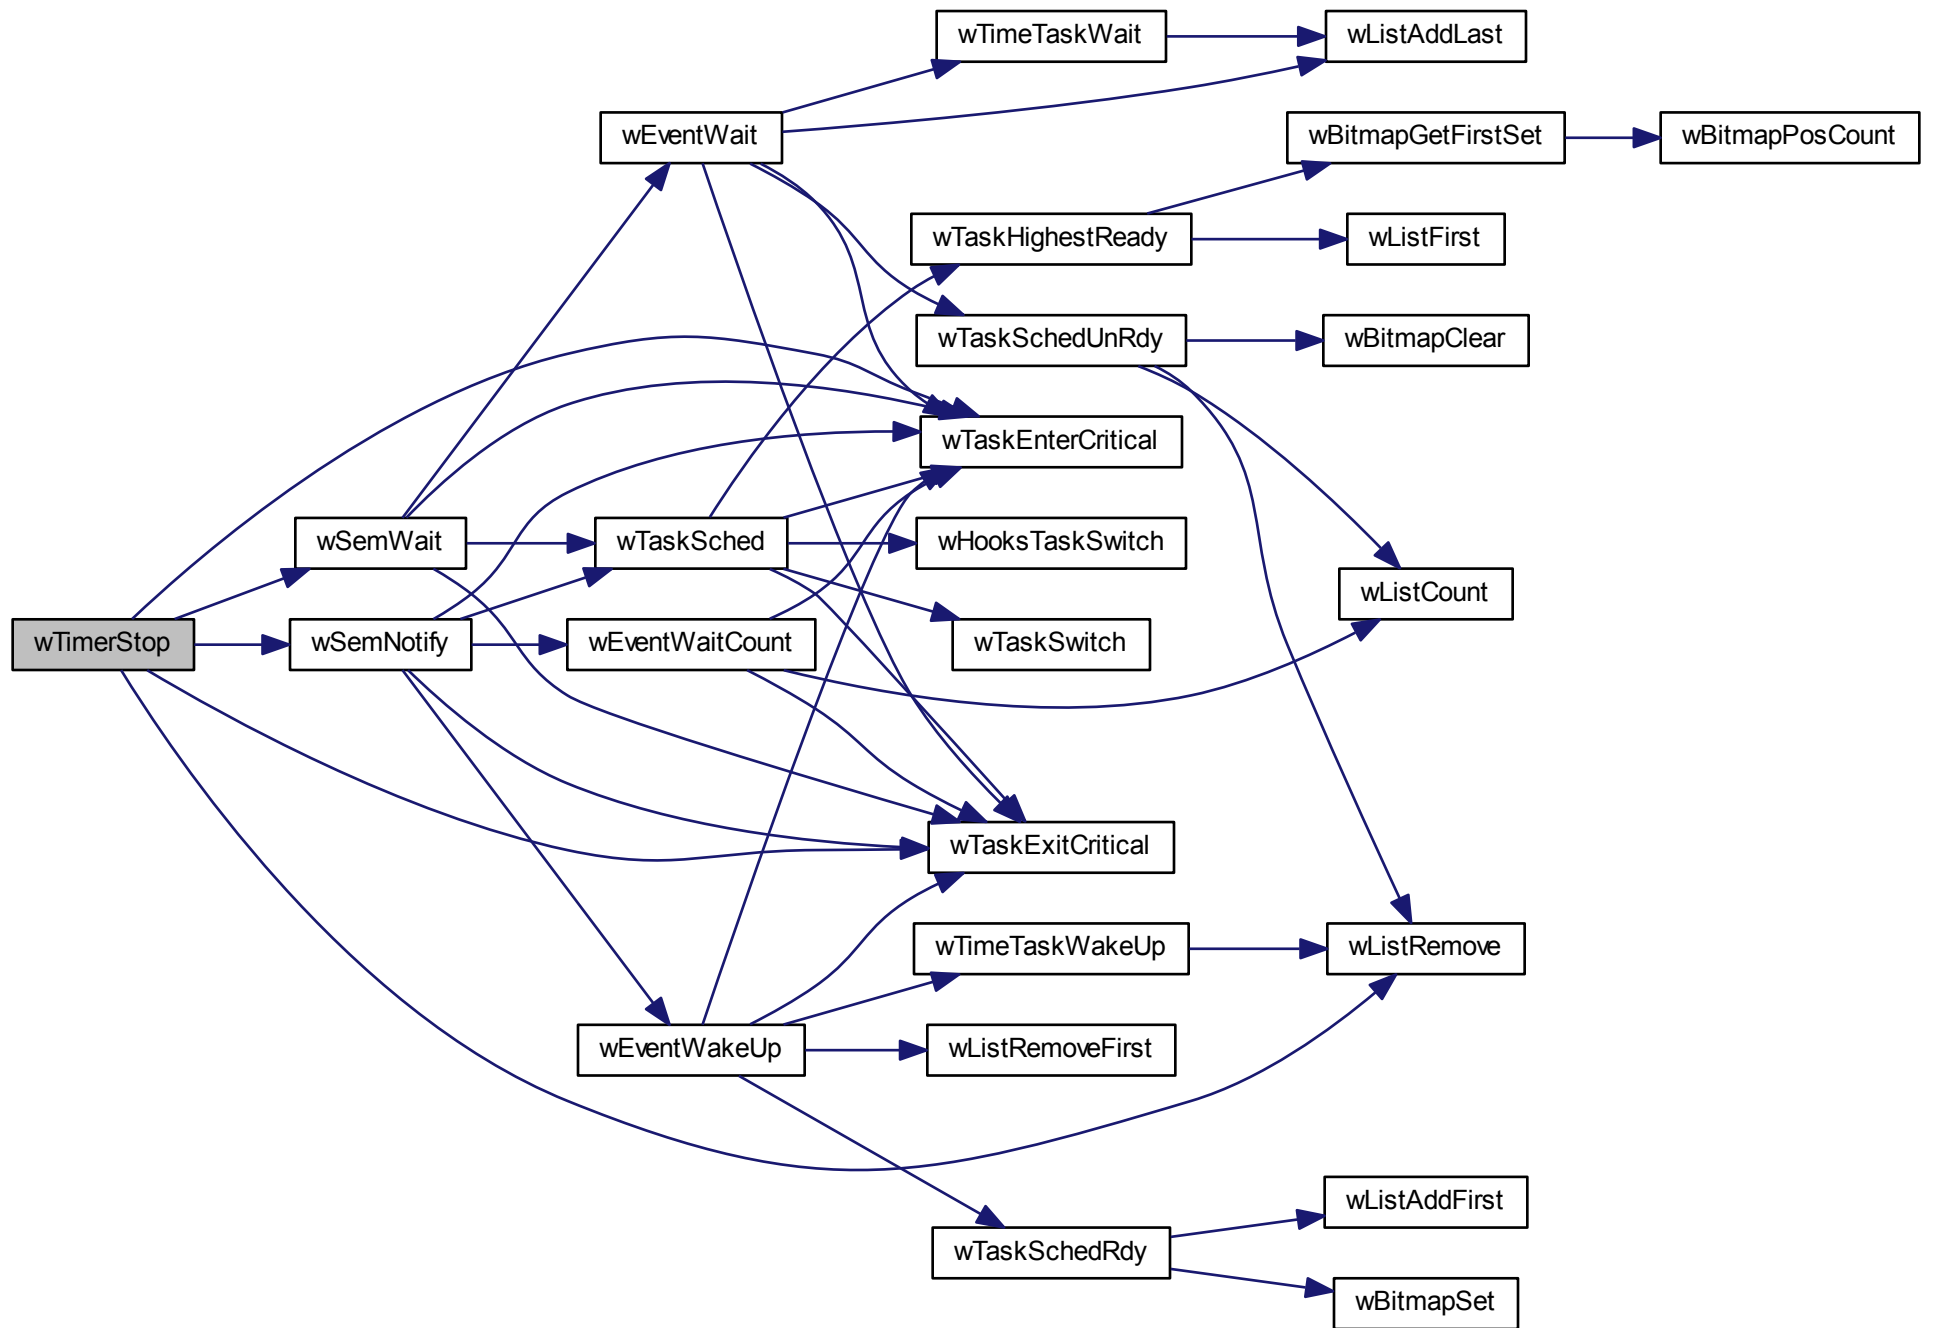 wTimeTaskWait
wListAddLast
wEventWait
wBitmapGetFirstSet
wBitmapPosCount
wTaskHighestReady
wListFirst
wTaskSchedUnRdy
wBitmapClear
wTaskEnterCritical
wSemWait
wTaskSched
wHooksTaskSwitch
wListCount
wTimerStop
wSemNotify
wEventWaitCount
wTaskSwitch
wTaskExitCritical
wTimeTaskWakeUp
wListRemove
wEventWakeUp
wListRemoveFirst
wListAddFirst
wTaskSchedRdy
wBitmapSet